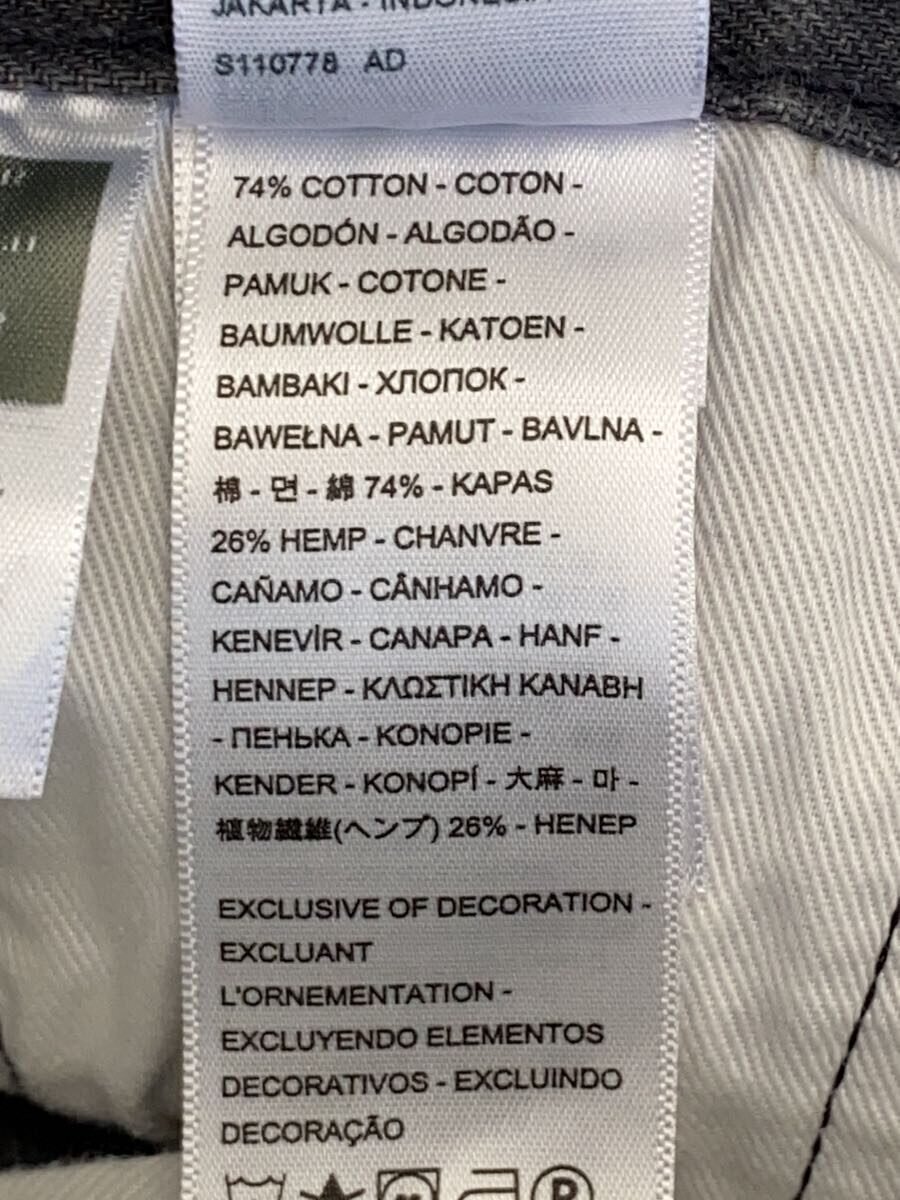 JAKARTA - INDONESIA
S110778 AD
74% COTTON - COTON -
ALGODÓN - ALGODÃO -
PAMUK - COTONE -
BAUMWOLLE - KATOEN -
BAMBAKI - ХЛОПОК -
BAWEŁNA - PAMUT - BAVLNA -
棉 - 면 - 綿 74% - KAPAS
26% HEMP - CHANVRE -
CAÑAMO - CÂNHAMO -
KENEVİR - CANAPA - HANF -
HENNEP - ΚΛΩΣΤΙΚΗ ΚΑΝΑΒΗ
- ПЕНЬКА - KONOPIE -
KENDER - KONOPÍ - 大麻 - 마 -
植物繊維(ヘンプ) 26% - HENEP
EXCLUSIVE OF DECORATION -
EXCLUANT
L'ORNEMENTATION -
EXCLUYENDO ELEMENTOS
DECORATIVOS - EXCLUINDO
DECORAÇÃO
P